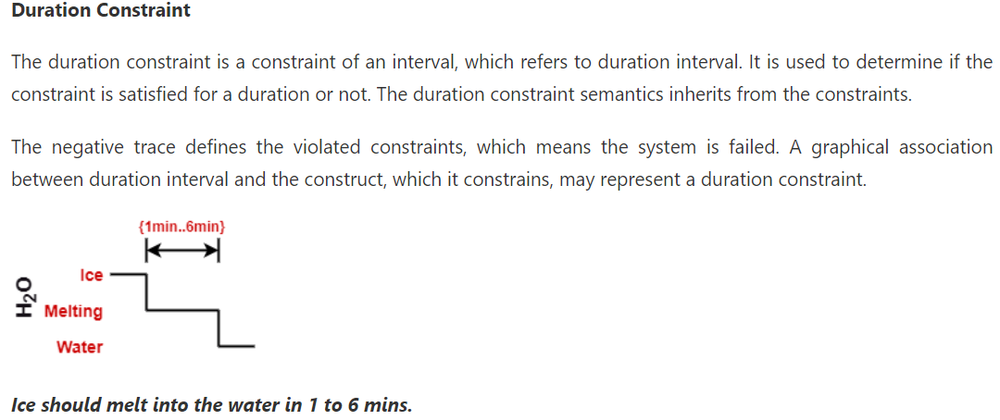 Duration Constraint
The duration constraint is a constraint of an interval, which refers to duration interval. It is used to determine if the
constraint is satisfied for a duration or not. The duration constraint semantics inherits from the constraints.
The negative trace defines the violated constraints, which means the system is failed. A graphical association
between duration interval and the construct, which it constrains, may represent a duration constraint.
{1min..6min}
H₂O
Ice
Melting
Water
Ice should melt into the water in 1 to 6 mins.